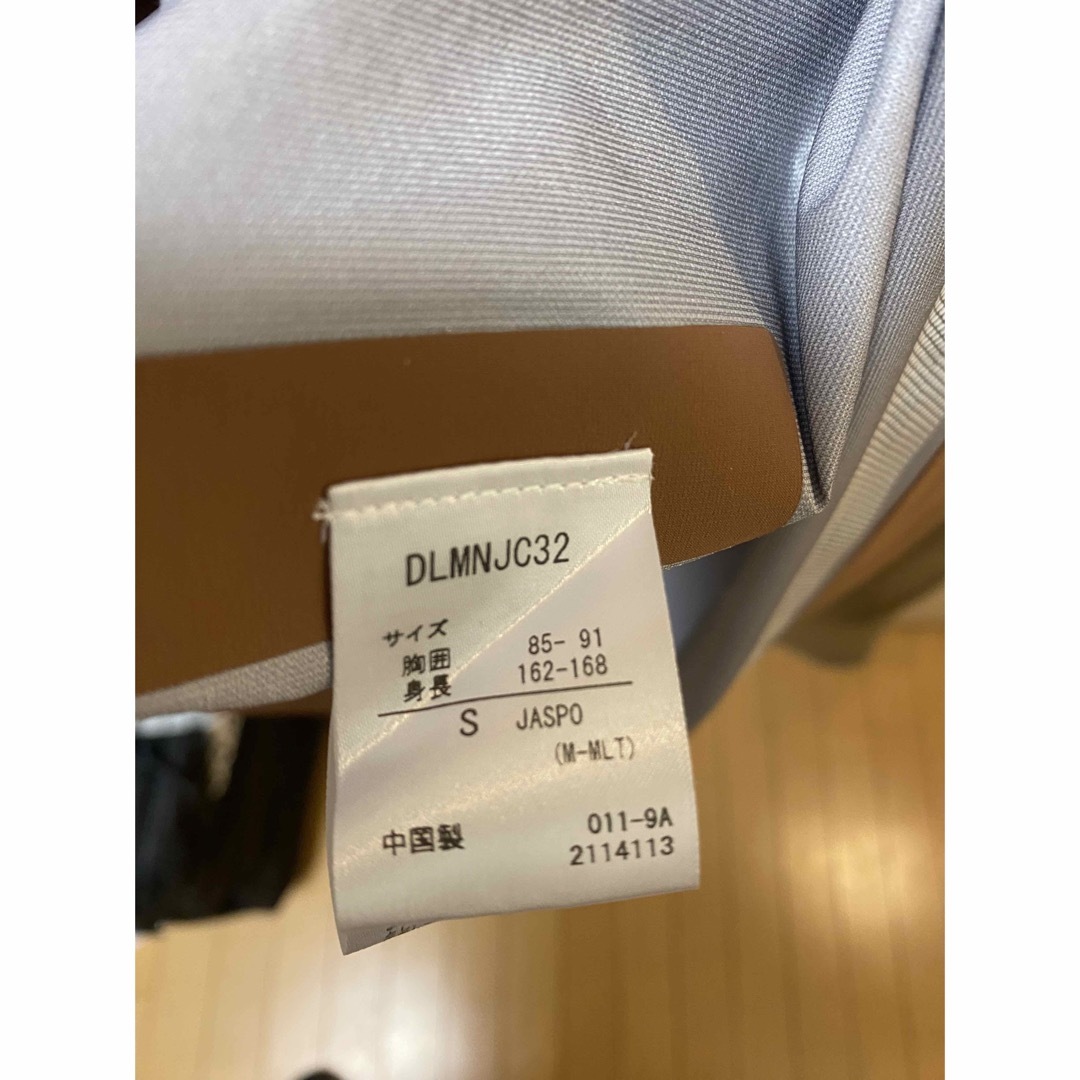 DLMNJC32
サイズ
胸囲 85- 91
身長 162-168
S JASPO
(M-MLT)
011-9A
中国製 2114113